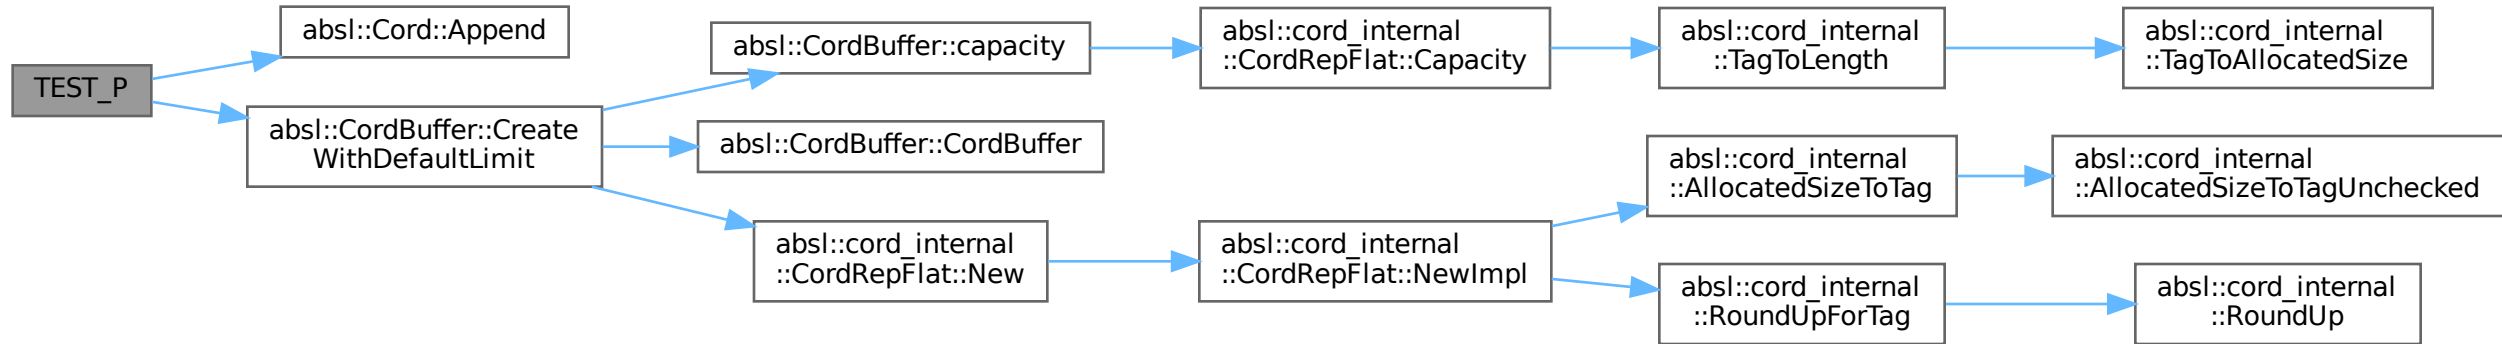 TEST_P
absl::Cord::Append
absl::CordBuffer::Create
WithDefaultLimit
absl::CordBuffer::capacity
absl::CordBuffer::CordBuffer
absl::cord_internal
::CordRepFlat::New
absl::cord_internal
::CordRepFlat::Capacity
absl::cord_internal
::CordRepFlat::NewImpl
absl::cord_internal
::TagToLength
absl::cord_internal
::AllocatedSizeToTag
absl::cord_internal
::RoundUpForTag
absl::cord_internal
::TagToAllocatedSize
absl::cord_internal
::AllocatedSizeToTagUnchecked
absl::cord_internal
::RoundUp